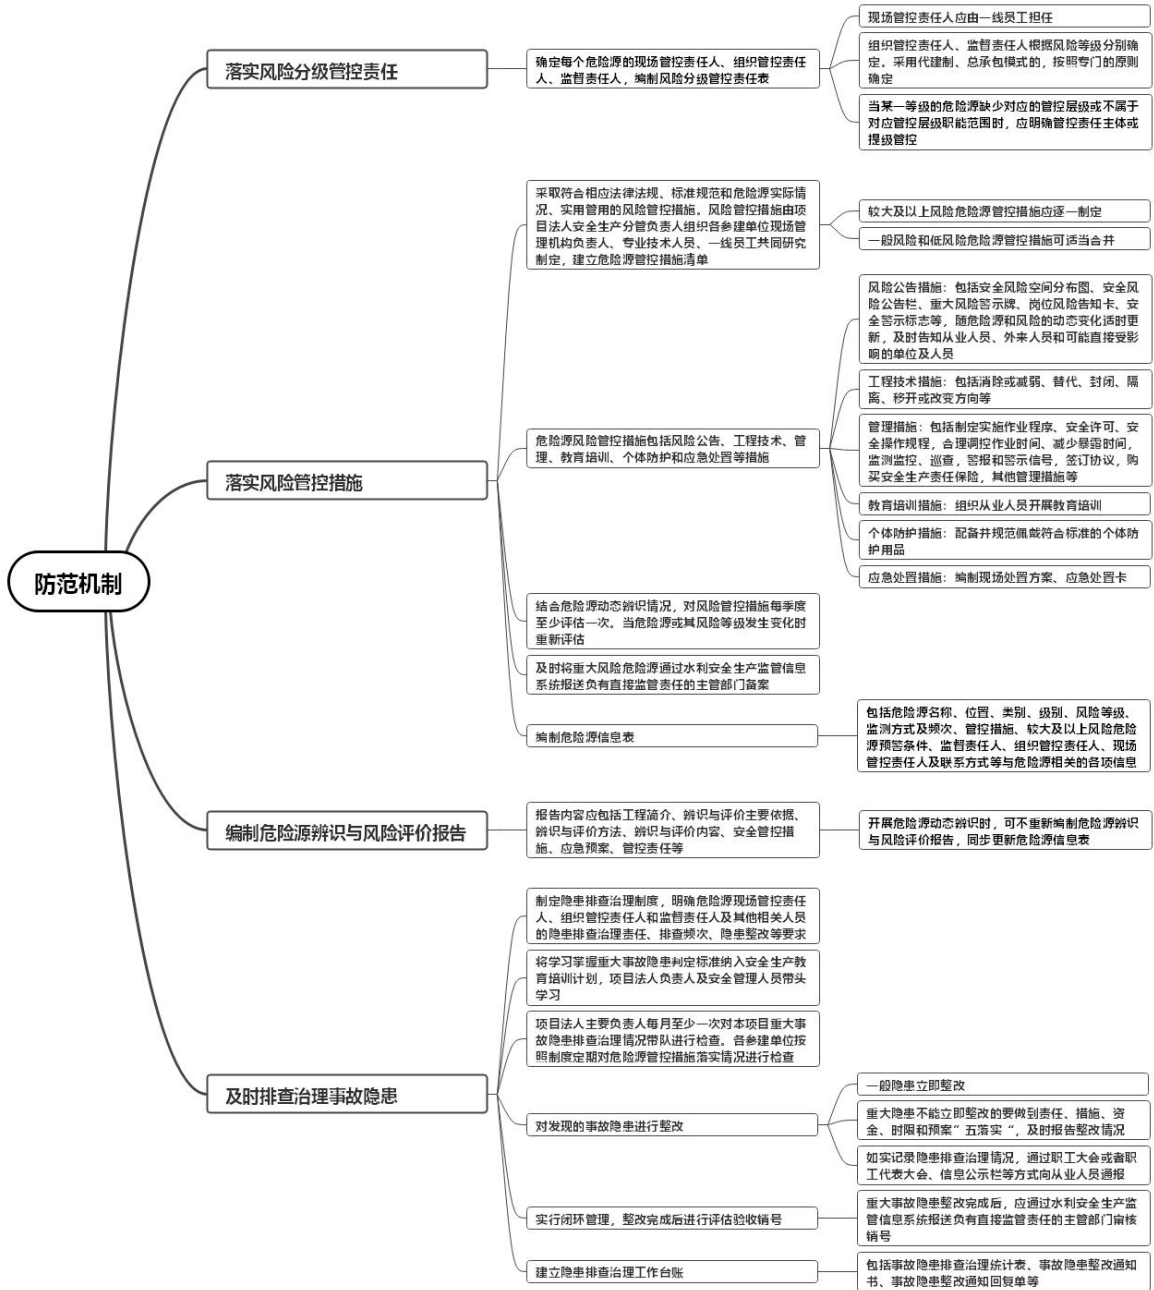 防范机制
落实风险分级管控责任
确定每个危险源的现场管控责任人、组织管控责任
人、监督责任人，编制风险分级管控责任表
现场管控责任人应由一线员工担任
组织管控责任人、监督责任人根据风险等级分别确
定。采用代建制、总承包模式的，按照专门的原则
确定
当某一等级的危险源缺少对应的管控层级或不属于
对应管控层级职能范围时，应明确管控责任主体或
提级管控
落实风险管控措施
采取符合相应法律法规、标准规范和危险源实际情
况、实用管用的风险管控措施。风险管控措施由项
目法人安全生产分管负责人组织各参建单位现场管
理机构负责人、专业技术人员、一线员工共同研究
制定，建立危险源管控措施清单
较大及以上风险危险源管控措施应逐一制定
一般风险和低风险危险源管控措施可适当合并
危险源风险管控措施包括风险公告、工程技术、管
理、教育培训、个体防护和应急处置等措施
风险公告措施：包括安全风险空间分布图、安全风
险公告栏、重大风险警示牌、岗位风险告知卡、安
全警示标志等，随危险源和风险的动态变化适时更
新，及时告知从业人员、外来人员和可能直接受影
响的单位及人员
工程技术措施：包括消除或减弱、替代、封闭、隔
离、移开或改变方向等
管理措施：包括制定实施作业程序、安全许可、安
全操作规程，合理调控作业时间、减少暴露时间，
监测监控、巡查，警报和警示信号，签订协议，购
买安全生产责任保险，其他管理措施等
教育培训措施：组织从业人员开展教育培训
个体防护措施：配备并规范佩戴符合标准的个体防
护用品
应急处置措施：编制现场处置方案、应急处置卡
结合危险源动态辨识情况，对风险管控措施每季度
至少评估一次。当危险源或其风险等级发生变化时
重新评估
及时将重大风险危险源通过水利安全生产监管信息
系统报送负有直接监管责任的主管部门备案
编制危险源信息表
包括危险源名称、位置、类别、级别、风险等级、
监测方式及频次、管控措施、较大及以上风险危险
源预警条件、监督责任人、组织管控责任人、现场
管控责任人及联系方式等与危险源相关的各项信息
编制危险源辨识与风险评价报告
报告内容应包括工程简介、辨识与评价主要依据、
辨识与评价方法、辨识与评价内容、安全管控措
施、应急预案、管控责任等
开展危险源动态辨识时，可不重新编制危险源辨识
与风险评价报告，同步更新危险源信息表
及时排查治理事故隐患
制定隐患排查治理制度，明确危险源现场管控责任
人、组织管控责任人和监督责任人及其他相关人员
的隐患排查治理责任、排查频次、隐患整改等要求
将学习掌握重大事故隐患判定标准纳入安全生产教
育培训计划，项目法人负责人及安全管理人员带头
学习
项目法人主要负责人每月至少一次对本项目重大事
故隐患排查治理情况带队进行检查。各参建单位按
照制度定期对危险源管控措施落实情况进行检查
对发现的事故隐患进行整改
一般隐患立即整改
重大隐患不能立即整改的要做到责任、措施、资
金、时限和预案”五落实“，及时报告整改情况
如实记录隐患排查治理情况，通过职工大会或者职
工代表大会、信息公示栏等方式向从业人员通报
实行闭环管理，整改完成后进行评估验收销号
重大事故隐患整改完成后，应通过水利安全生产监
管信息系统报送负有直接监管责任的主管部门审核
销号
建立隐患排查治理工作台账
包括事故隐患排查治理统计表、事故隐患整改通知
书、事故隐患整改通知回复单等